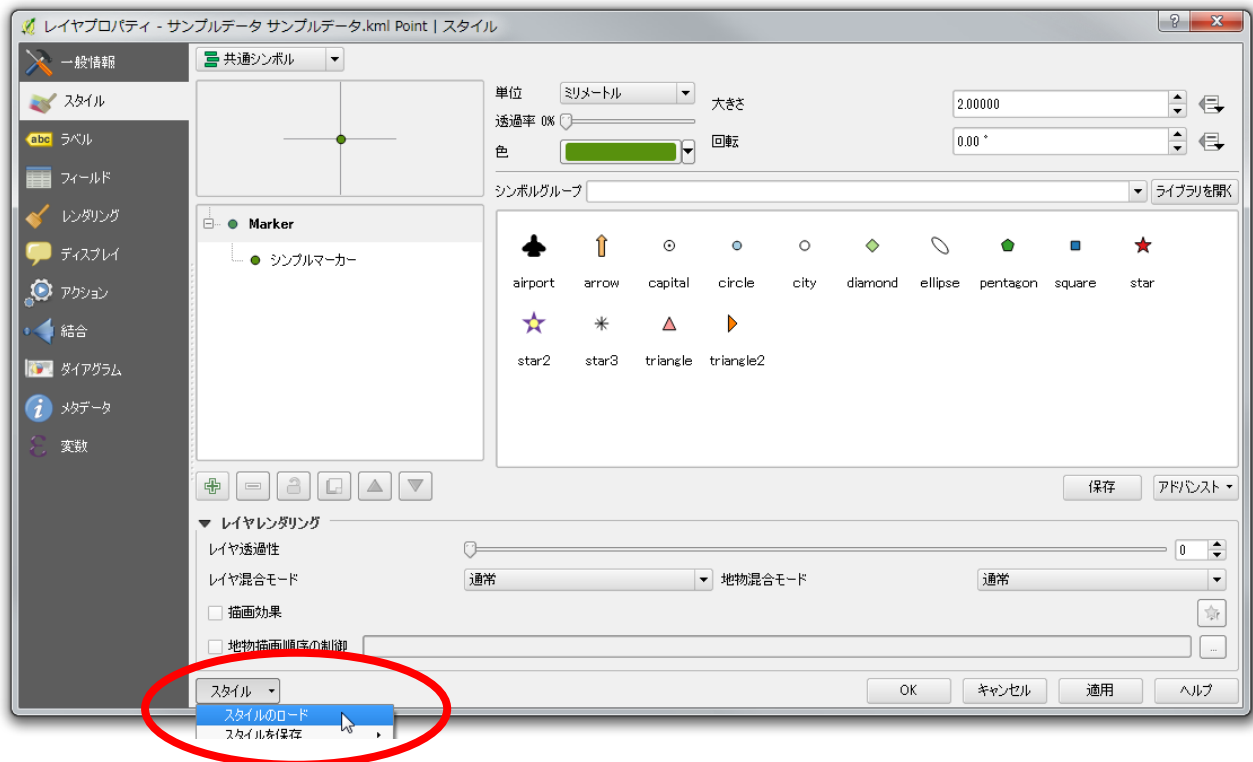 レイヤプロパティ - サンプルデータ サンプルデータ.kml Point | スタイル
一般情報
スタイル
abc ラベル
フィールド
レンダリング
ディスプレイ
アクション
結合
ダイアグラム
メタデータ
変数
共通シンボル
単位 ミリメートル
透過率 0%
色
大きさ 2.00000
回転 0.00 °
シンボルグループ ライブラリを開く
Marker
シンプルマーカー
airport arrow capital circle city diamond ellipse pentagon square star
star2 star3 triangle triangle2
保存 アドバンスト
レイヤレンダリング
レイヤ透過性 0
レイヤ混合モード 通常 地物混合モード 通常
描画効果
地物描画順序の制御 ...
スタイル OK キャンセル 適用 ヘルプ
スタイルのロード
スタイルを保存